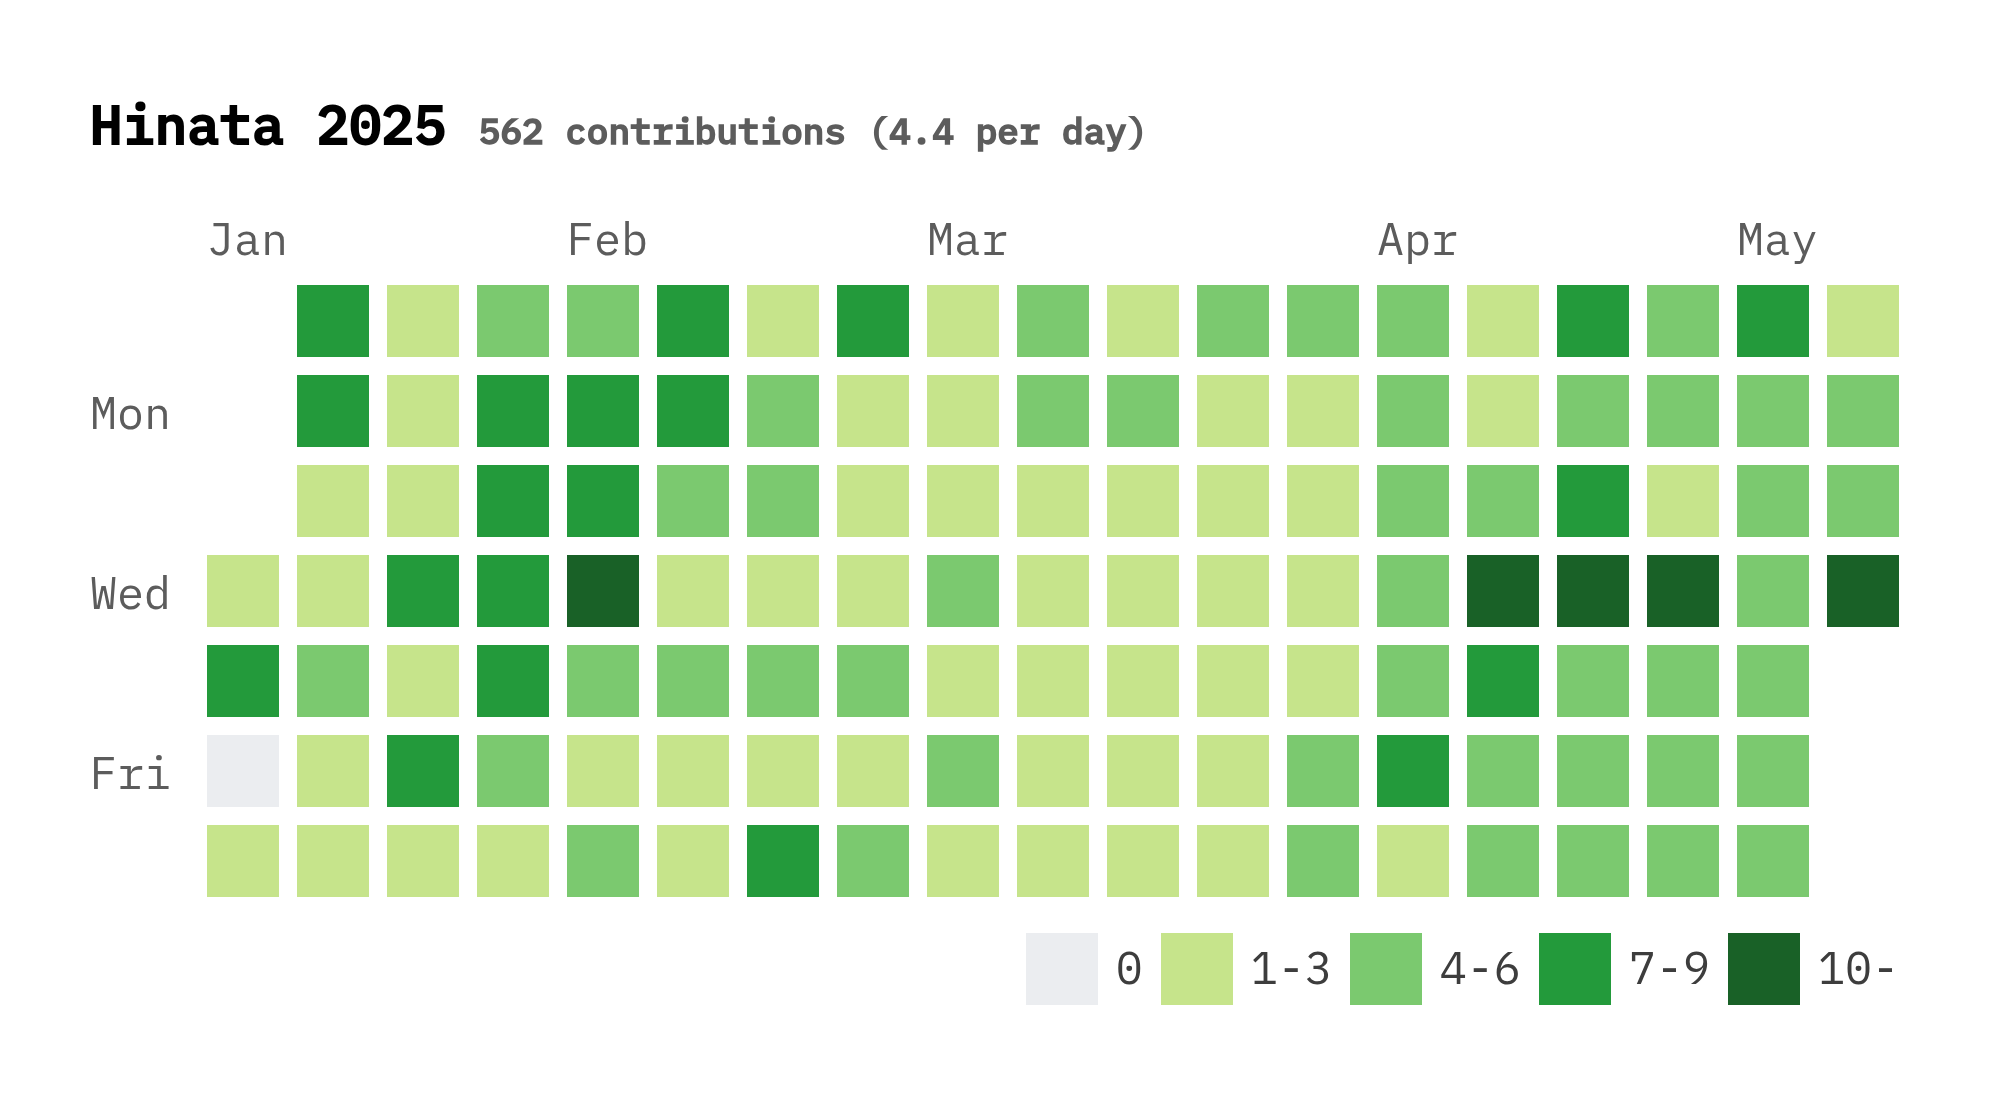 Hinata 2025 562 contributions (4.4 per day)
Jan Feb Mar Apr May
Mon
Wed
Fri
0 1-3 4-6 7-9 10-